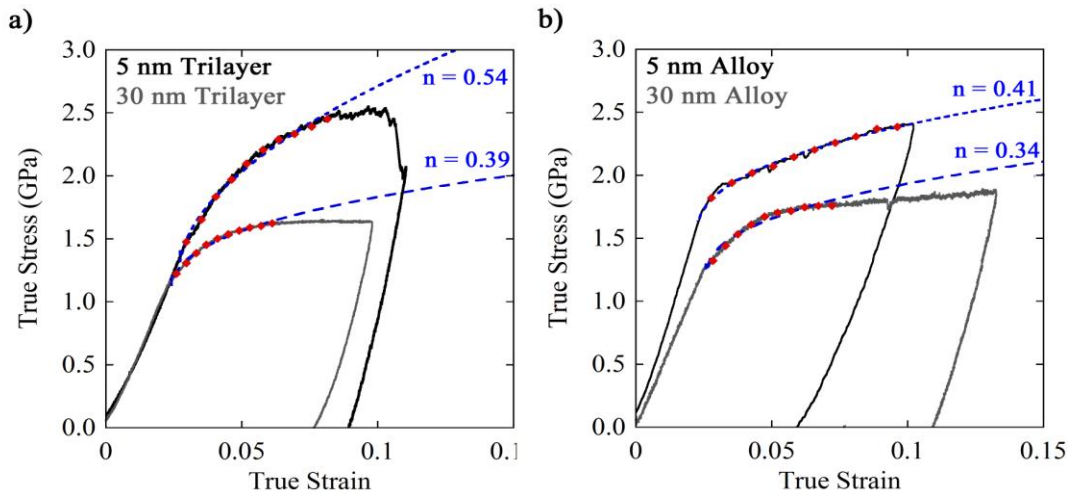 a)
3.0
2.5
2.0
1.5
1.0
0.5
0.0
True Stress (GPa)
5 nm Trilayer
30 nm Trilayer
n = 0.54
n = 0.39
0
0.05
0.1
0.1
True Strain
b)
3.0
2.5
2.0
1.5
1.0
0.5
0.0
True Stress (GPa)
5 nm Alloy
30 nm Alloy
n = 0.41
n = 0.34
0
0.05
0.1
0.15
True Strain